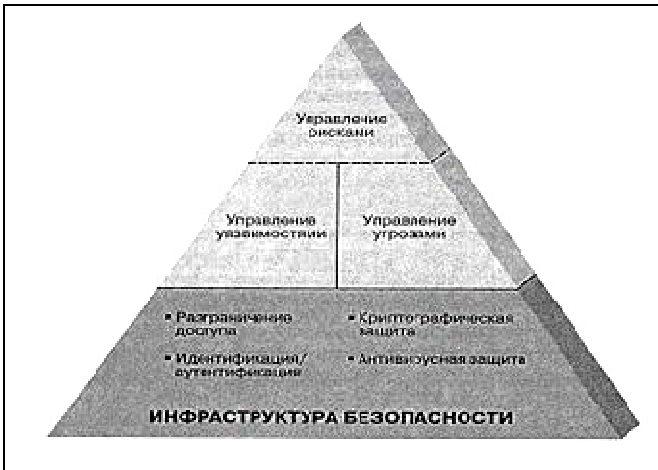 Управление
рисками
Управление
уязвимостями
Управление
угрозами
▪ Разграничение
доступа
▪ Идентификация/
аутентификация
▪ Криптографическая
защита
▪ Антивирусная защита
ИНФРАСТРУКТУРА БЕЗОПАСНОСТИ